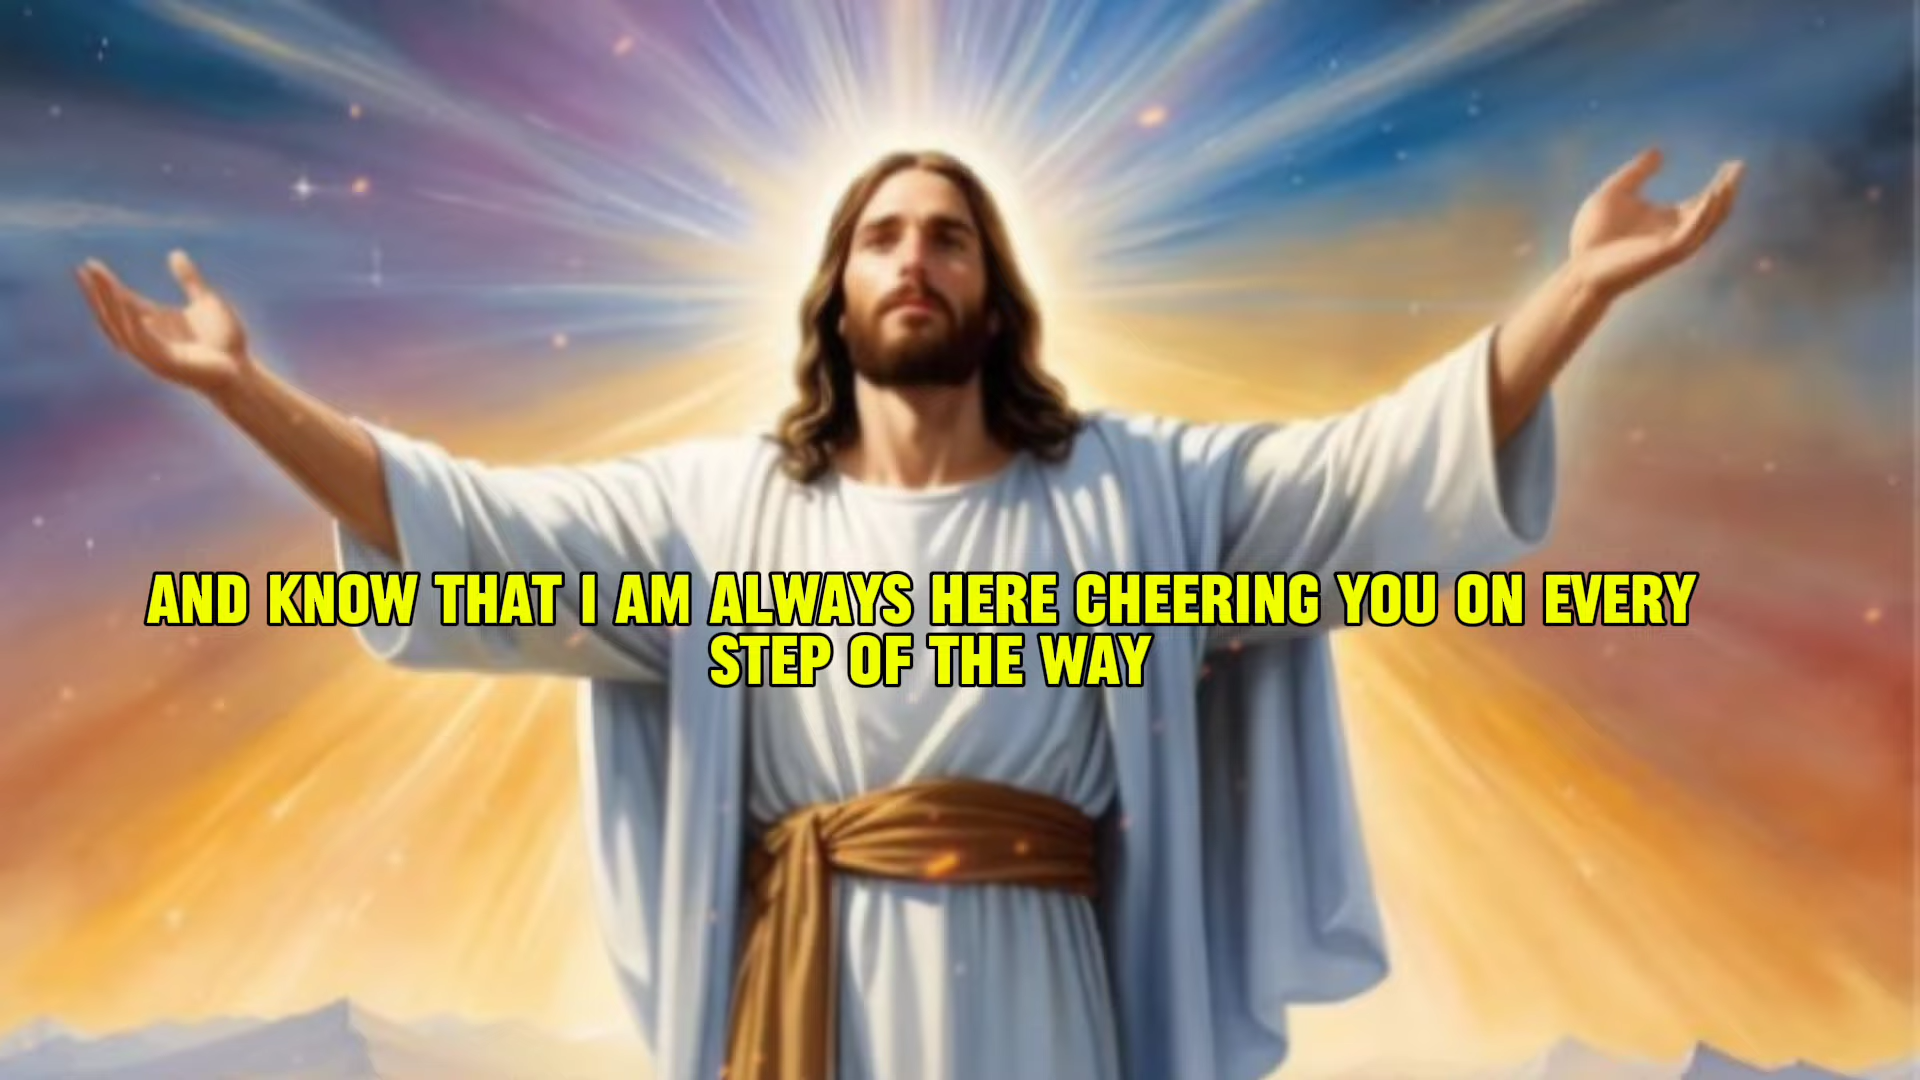 AND KNOW THAT I AM ALWAYS HERE CHEERING YOU ON EVERY
STEP OF THE WAY